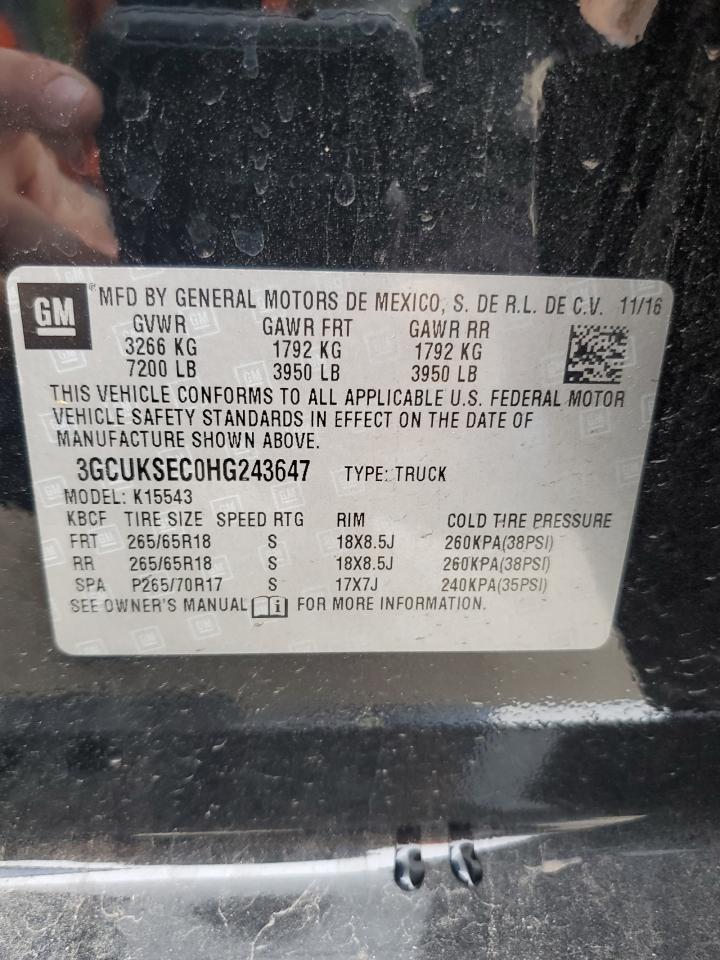 GM ® MFD BY GENERAL MOTORS DE MEXICO, S. DE R.L. DE C.V. 11/16
GVWR GAWR FRT GAWR RR
3266 KG 1792 KG 1792 KG
7200 LB 3950 LB 3950 LB
THIS VEHICLE CONFORMS TO ALL APPLICABLE U.S. FEDERAL MOTOR
VEHICLE SAFETY STANDARDS IN EFFECT ON THE DATE OF
MANUFACTURE SHOWN ABOVE.
3GCUKSEC0HG243647 TYPE: TRUCK
MODEL: K15543
KBCF TIRE SIZE SPEED RTG RIM COLD TIRE PRESSURE
FRT 265/65R18 S 18X8.5J 260KPA(38PSI)
RR 265/65R18 S 18X8.5J 260KPA(38PSI)
SPA P265/70R17 S 17X7J 240KPA(35PSI)
SEE OWNER'S MANUAL i FOR MORE INFORMATION.